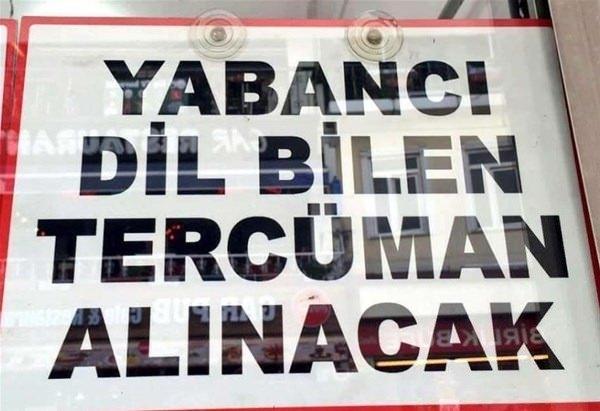 YABANCI
DİL BİLEN
TERCÜMAN
ALINACAK